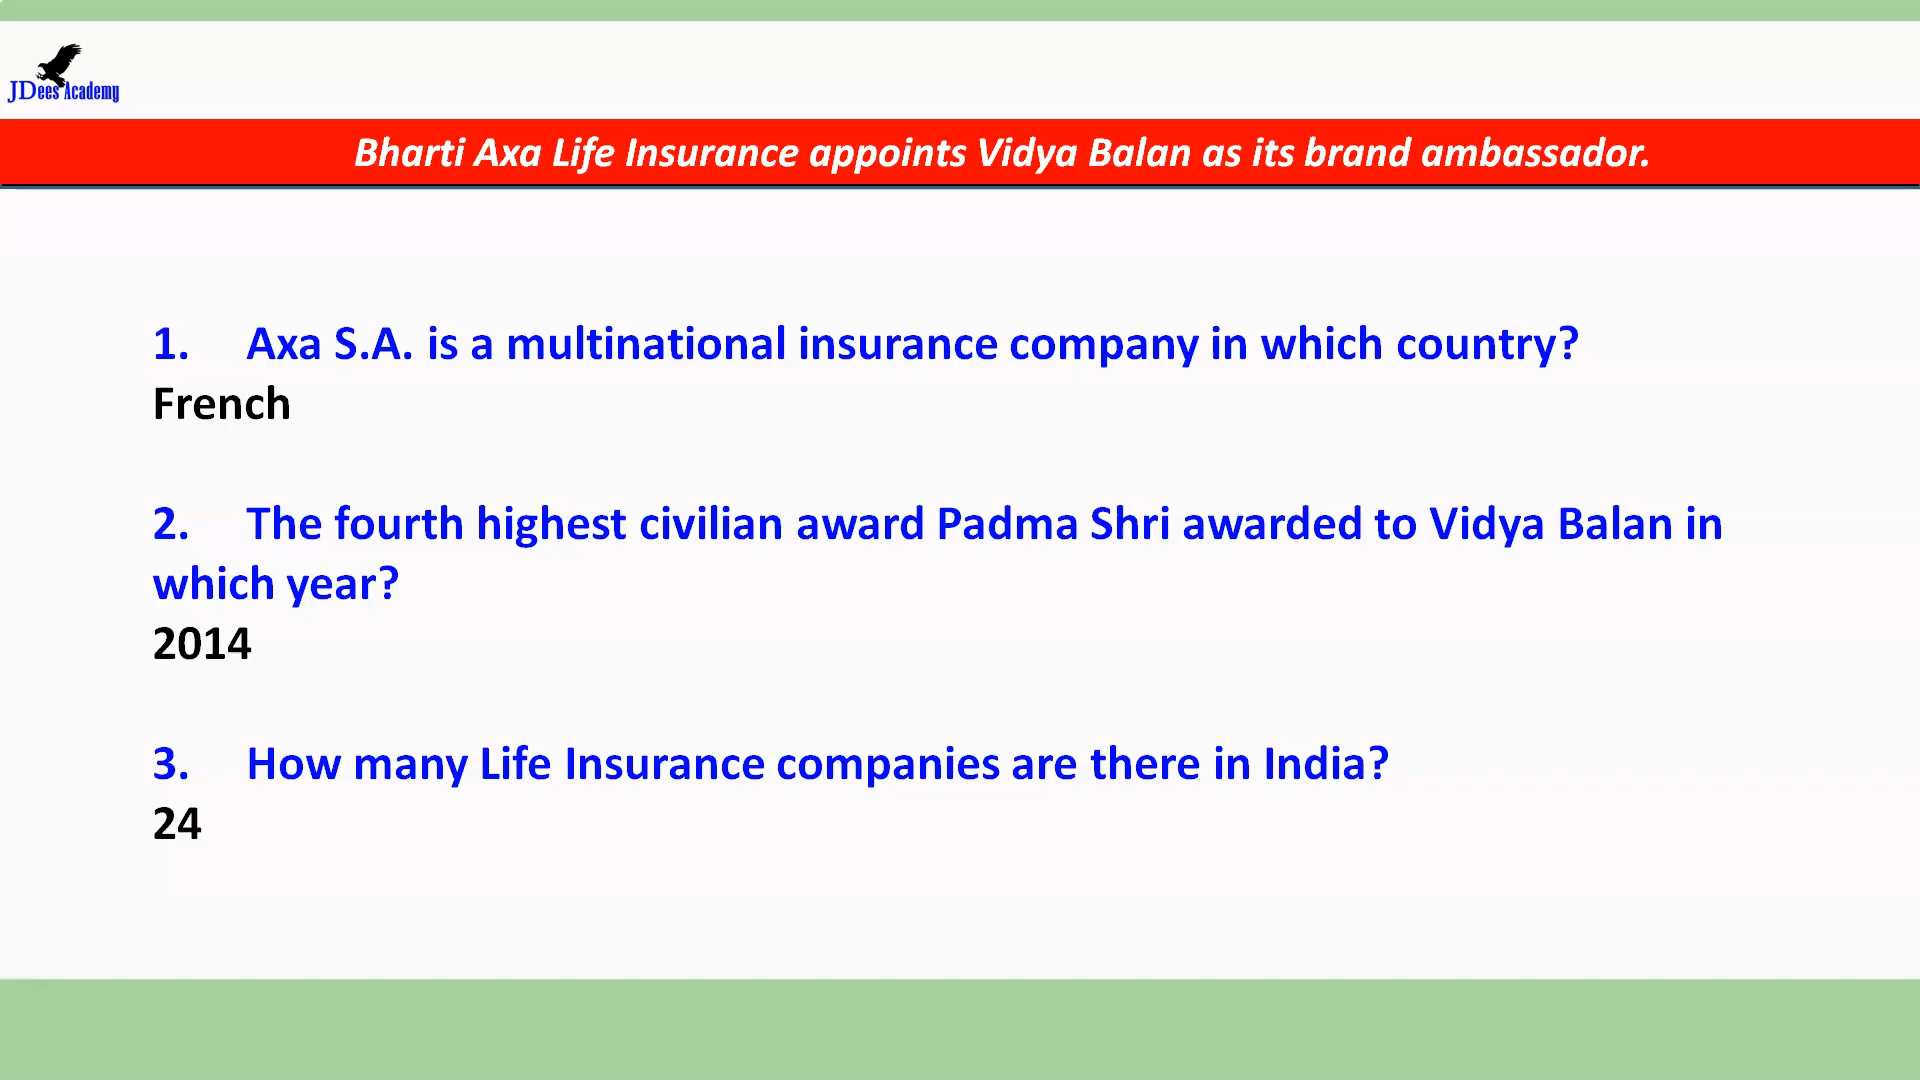 JDees Academy
Bharti Axa Life Insurance appoints Vidya Balan as its brand ambassador.
1. Axa S.A. is a multinational insurance company in which country?
French
2. The fourth highest civilian award Padma Shri awarded to Vidya Balan in
which year?
2014
3. How many Life Insurance companies are there in India?
24